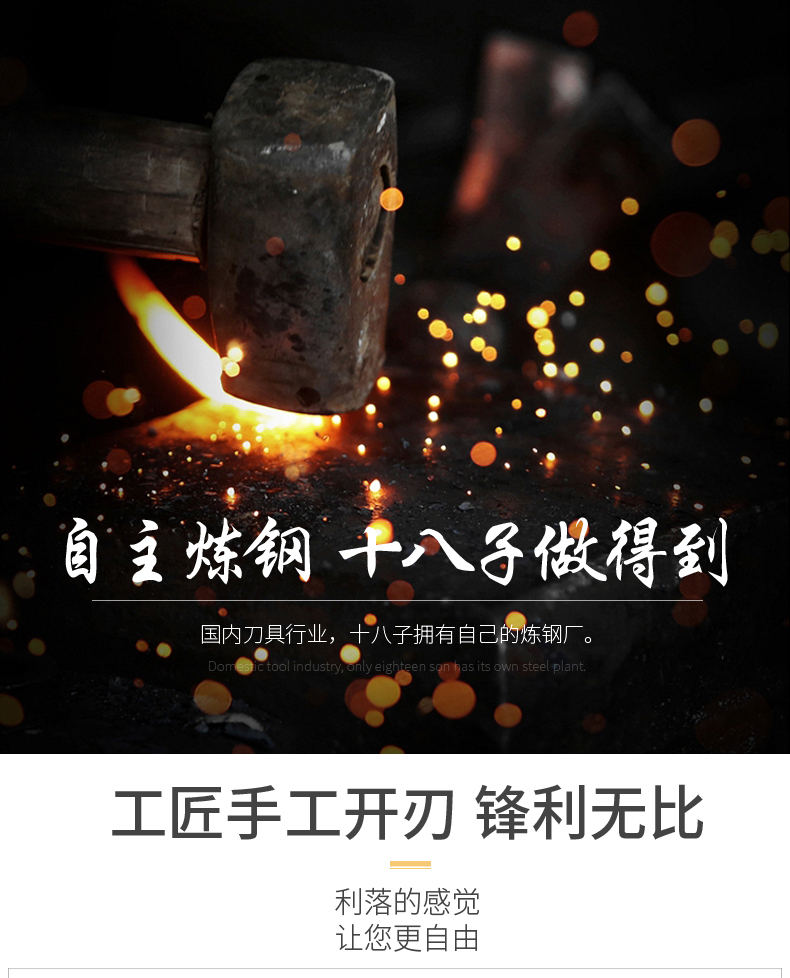 自主炼钢 十八子做得到
国内刀具行业，十八子拥有自己的炼钢厂。
Domestic tool industry, only eighteen son has its own steel plant.
工匠手工开刃 锋利无比
利落的感觉
让您更自由